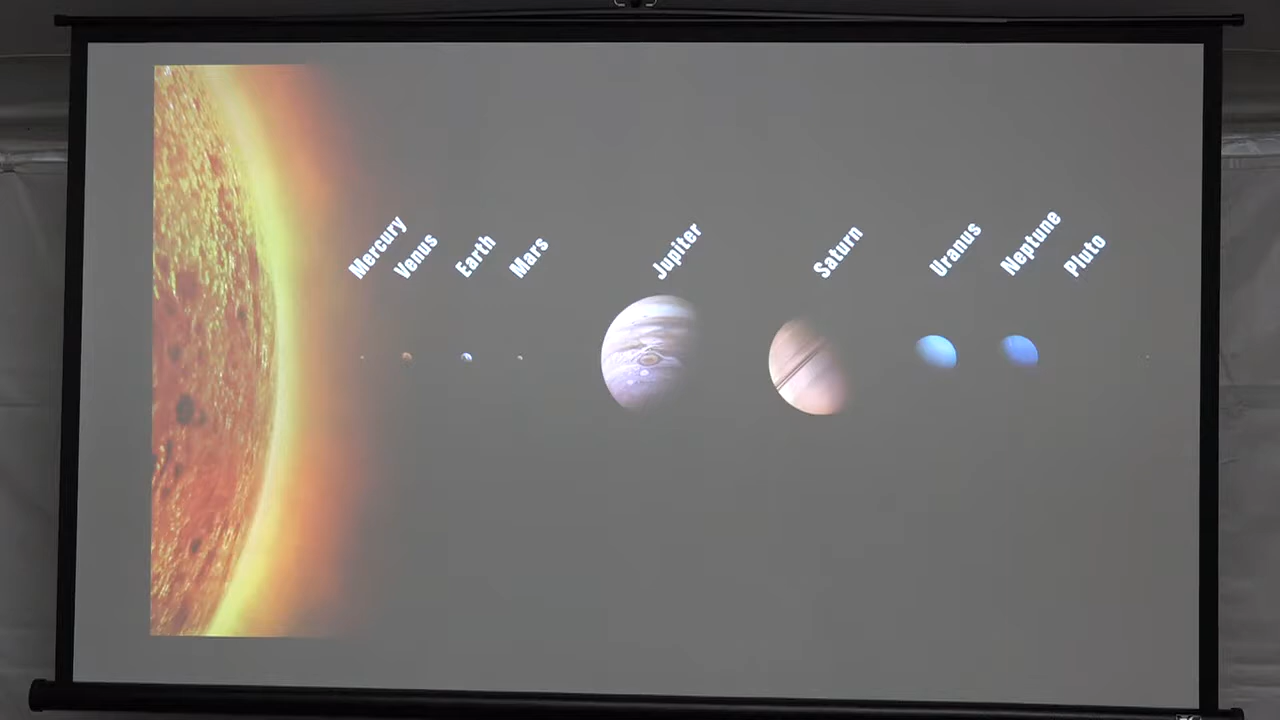 Mercury
Venus
Earth
Mars
Jupiter
Saturn
Uranus
Neptune
Pluto